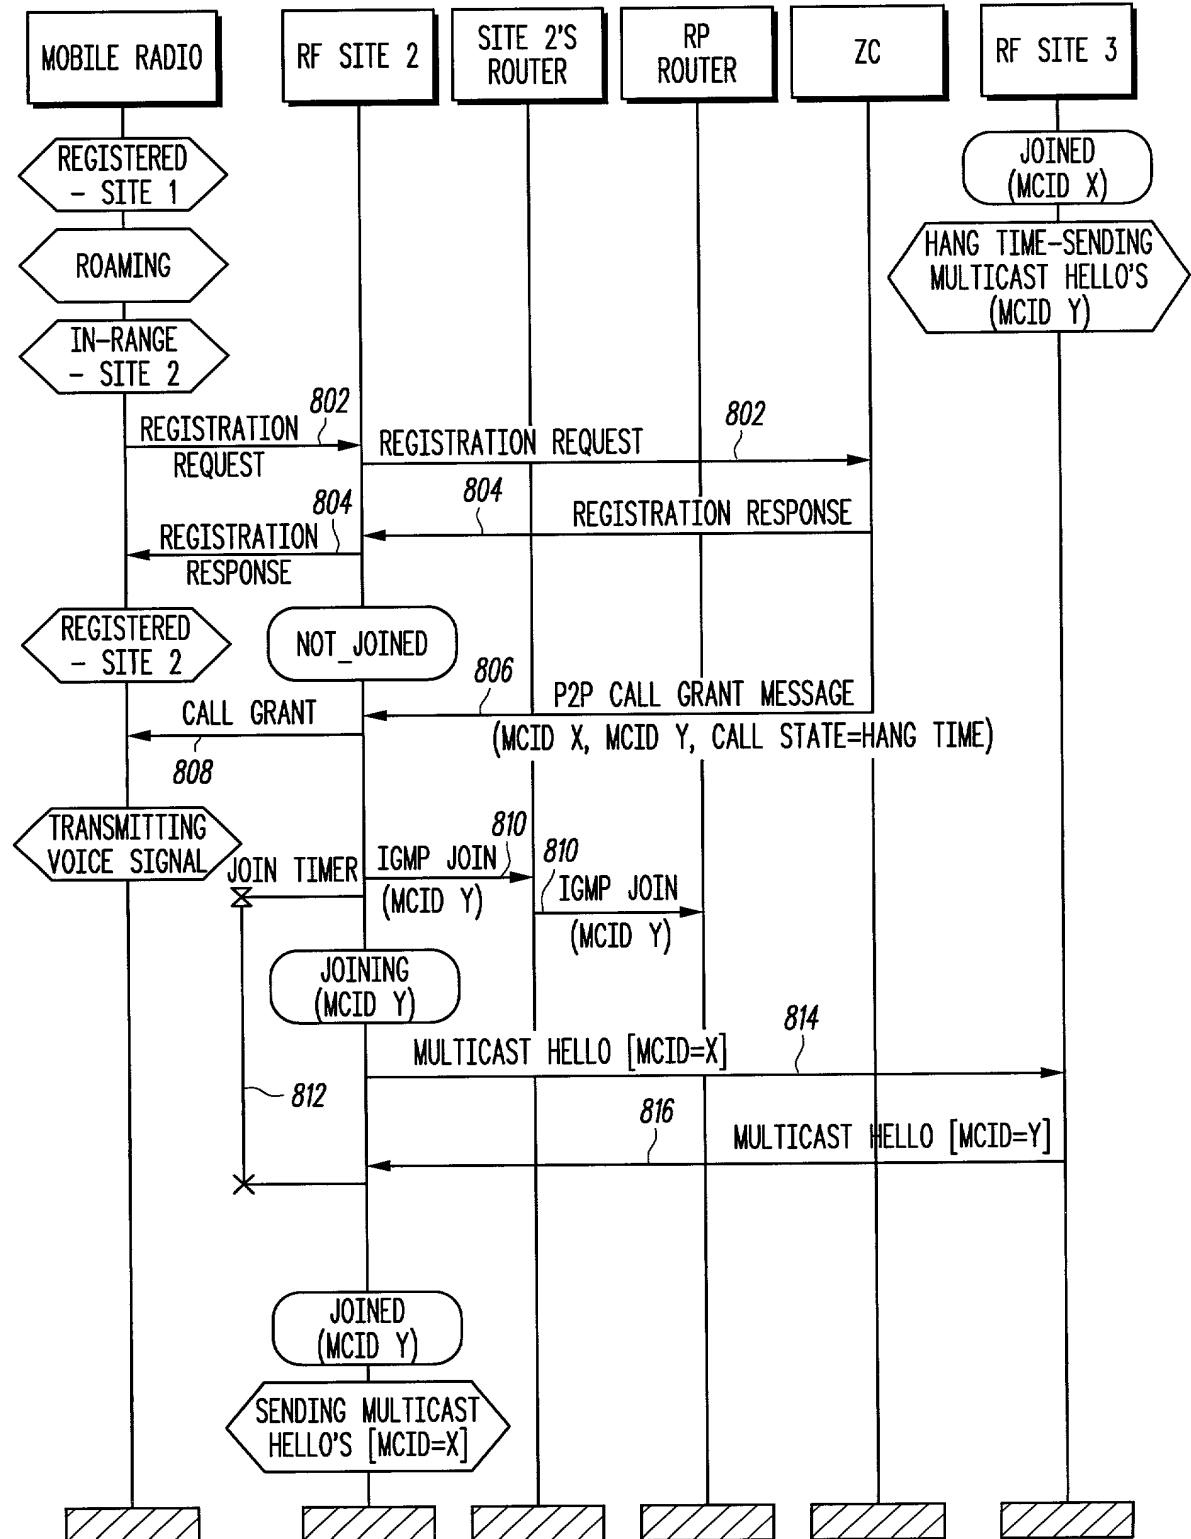 MOBILE RADIO
RF SITE 2
SITE 2'S
ROUTER
RP
ROUTER
ZC
RF SITE 3
REGISTERED
- SITE 1
JOINED
(MCID X)
ROAMING
HANG TIME-SENDING
MULTICAST HELLO'S
(MCID Y)
IN-RANGE
- SITE 2
802
REGISTRATION
REQUEST
802
REGISTRATION REQUEST
804
REGISTRATION RESPONSE
804
REGISTRATION
RESPONSE
REGISTERED
- SITE 2
NOT_JOINED
806
P2P CALL GRANT MESSAGE
(MCID X, MCID Y, CALL STATE=HANG TIME)
CALL GRANT
808
TRANSMITTING
VOICE SIGNAL
JOIN TIMER
810
IGMP JOIN
(MCID Y)
810
IGMP JOIN
(MCID Y)
JOINING
(MCID Y)
814
MULTICAST HELLO [MCID=X]
812
816
MULTICAST HELLO [MCID=Y]
JOINED
(MCID Y)
SENDING MULTICAST
HELLO'S [MCID=X]